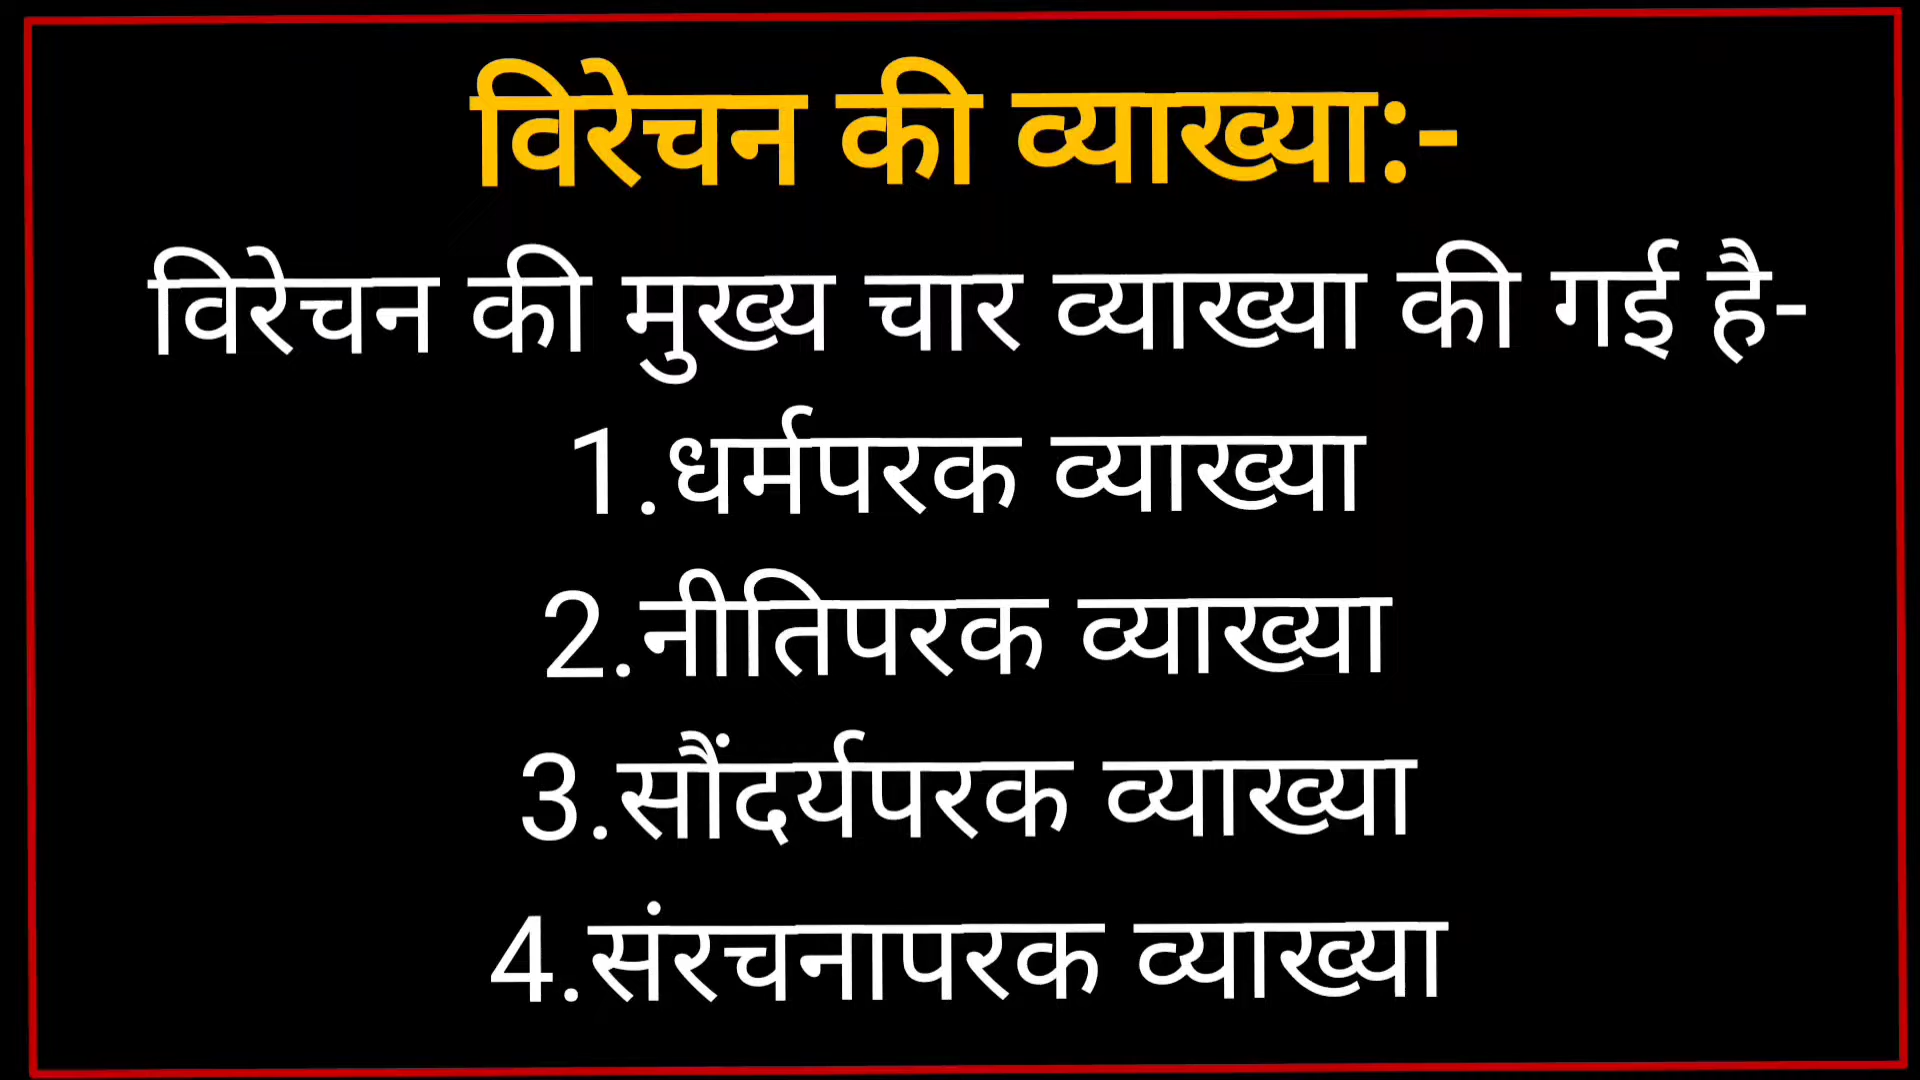 विरेचन की व्याख्या:-
विरेचन की मुख्य चार व्याख्या की गई है-
1.धर्मपरक व्याख्या
2.नीतिपरक व्याख्या
3.सौंदर्यपरक व्याख्या
4.संरचनापरक व्याख्या